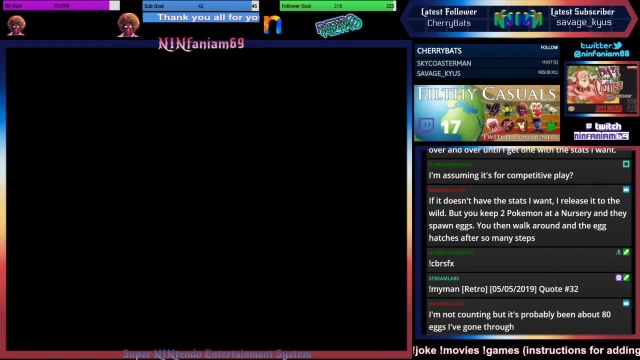 Bit Goal
Sub Goal 42 45
Follower Goal 218 225
Thank you all for yo
NINfaniam69
Latest Follower
CherryBats
Latest Subscriber
savage_kyus
CHERRYBATS FOLLOW
SKYCOASTERMAN
SAVAGE_KYUS
twitter
@ninfaniam69
FILTHY CASUALS
17
twitch
NINFANIAM69
over and over until I get one with the stats I want.
I'm assuming it's for competitive play?
If it doesn't have the stats I want, I release it to the
wild. But you keep 2 Pokemon at a Nursery and they
spawn eggs. You then walk around and the egg
hatches after so many steps
!cbrsfx
STREAMLABS
!myman [Retro] [05/05/2019] Quote #32
I'm not counting but it's probably been about 80
eggs I've gone through
Super NINtendo Entertainment System
!joke !movies !games (instructions for adding